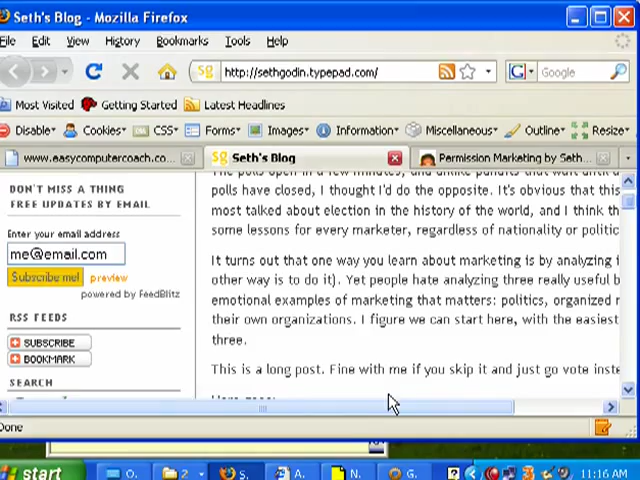 Seth's Blog - Mozilla Firefox
File Edit View History Bookmarks Tools Help
http://sethgodin.typepad.com/ Google
Most Visited Getting Started Latest Headlines
Disable Cookies CSS Forms Images Information Miscellaneous Outline Resize
www.easycomputercoach.co... Seth's Blog Permission Marketing by Seth...
polls have closed, I thought I'd do the opposite. It's obvious that this
most talked about election in the history of the world, and I think th
some lessons for every marketer, regardless of nationality or politic
It turns out that one way you learn about marketing is by analyzing
other way is to do it). Yet people hate analyzing three really useful b
emotional examples of marketing that matters: politics, organized r
their own organizations. I figure we can start here, with the easiest
three.
This is a long post. Fine with me if you skip it and just go vote inste
DON'T MISS A THING
FREE UPDATES BY EMAIL
Enter your email address
me@email.com
Subscribe me! preview
powered by FeedBlitz
RSS FEEDS
SUBSCRIBE
BOOKMARK
SEARCH
Done
start O. 2 S. A. N. G. 11:16 AM